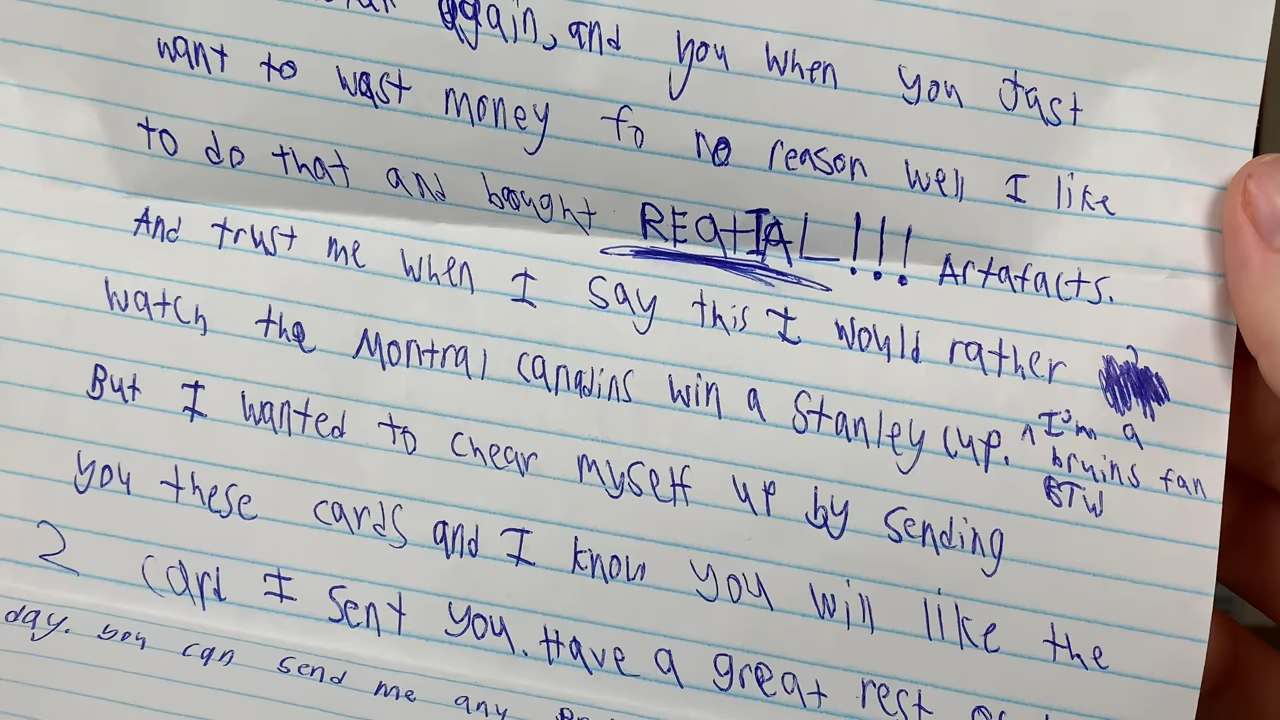 again, and you when you Jast
want to wast money fo no reason well I like
to do that and bought REATIAL!!! Artafacts.
And trust me when I say this I would rather
watch the Montral canadins win a Stanley cup. ^ I'm a
bruins fan
BTW
But I wanted to chear myself up by sending
you these cards and I know you will like the
2 card I sent you. Have a great rest
day. boy can send me any